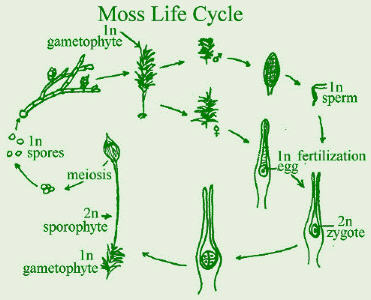 Moss Life Cycle
1n
gametophyte
♂
1n
sperm
1n
spores
♀
1n fertilization
egg
meiosis
2n
sporophyte
2n
zygote
1n
gametophyte